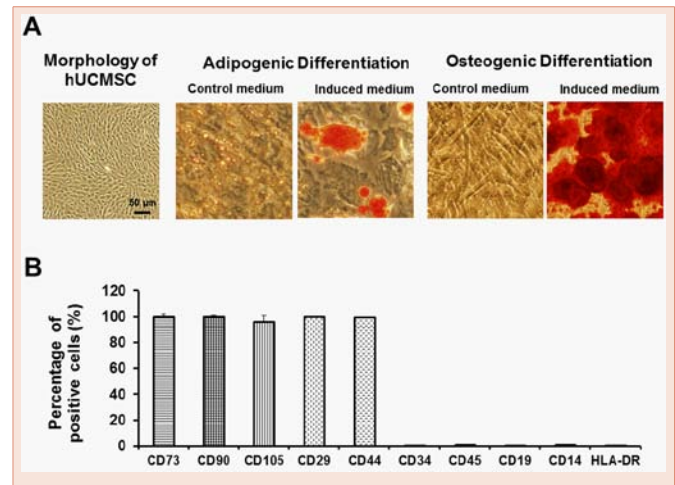 A
Morphology of
hUCMSC
Adipogenic Differentiation
Control medium
Induced medium
Osteogenic Differentiation
Control medium
Induced medium
50 µm
B
Percentage of
positive cells (%)
120
100
80
60
40
20
0
CD73 CD90 CD105 CD29 CD44 CD34 CD45 CD19 CD14 HLA-DR